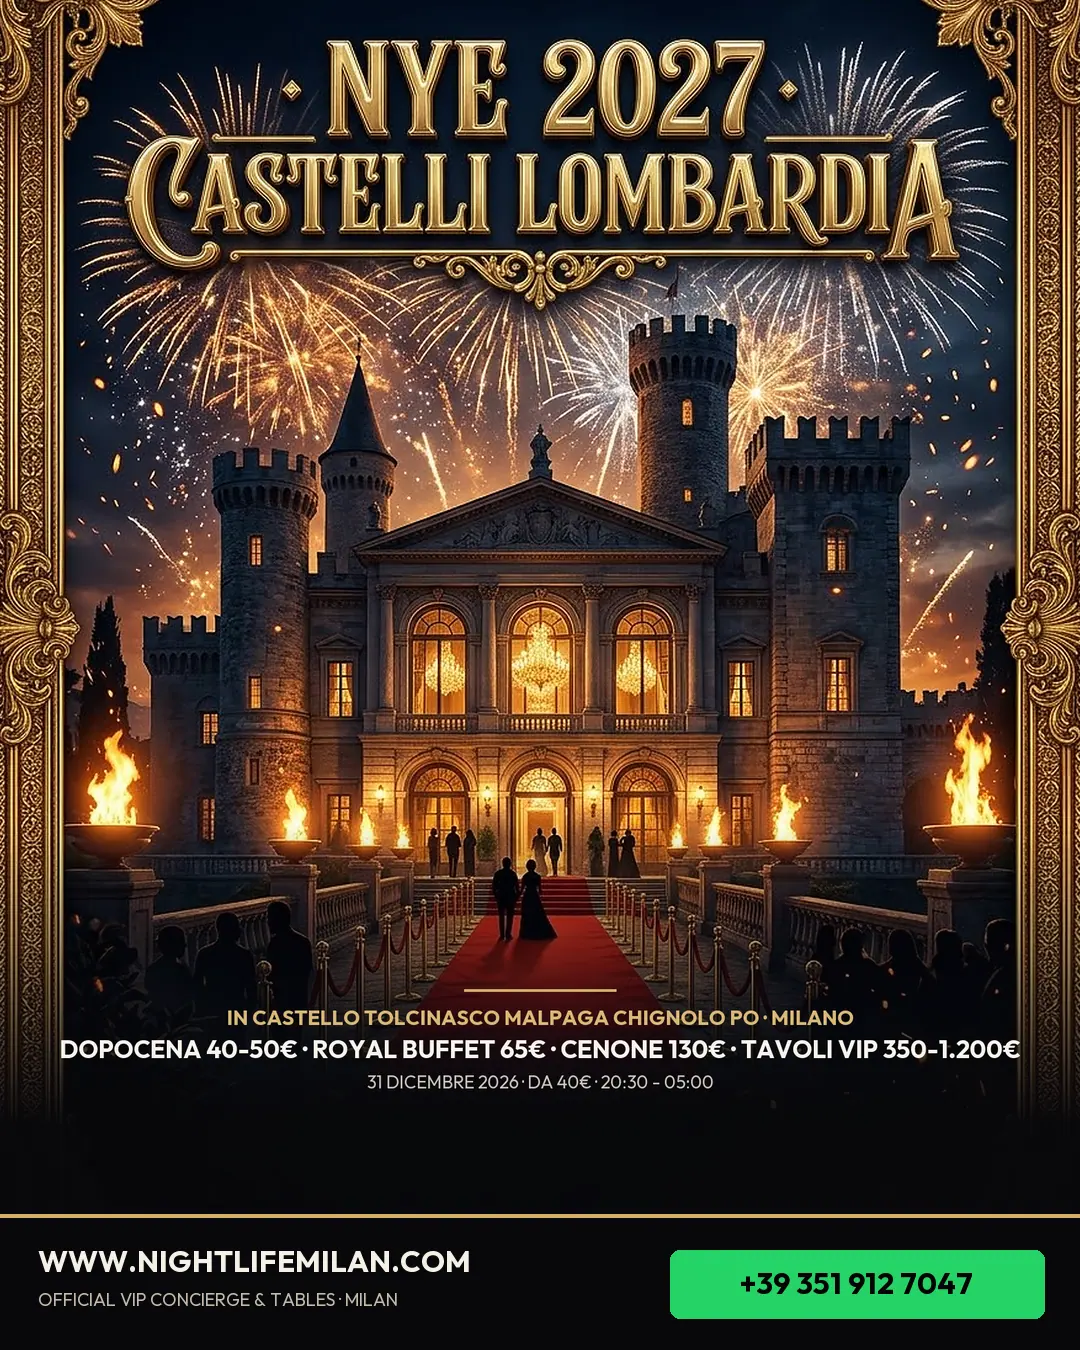 NYE 2027
CASTELLI LOMBARDIA
IN CASTELLO TOLCINASCO MALPAGA CHIGNOLO PO · MILANO
DOPOCENA 40-50€ · ROYAL BUFFET 65€ · CENONE 130€ · TAVOLI VIP 350-1.200€
31 DICEMBRE 2026 · DA 40€ · 20:30 - 05:00
WWW.NIGHTLIFEMILAN.COM
OFFICIAL VIP CONCIERGE & TABLES · MILAN
+39 351 912 7047